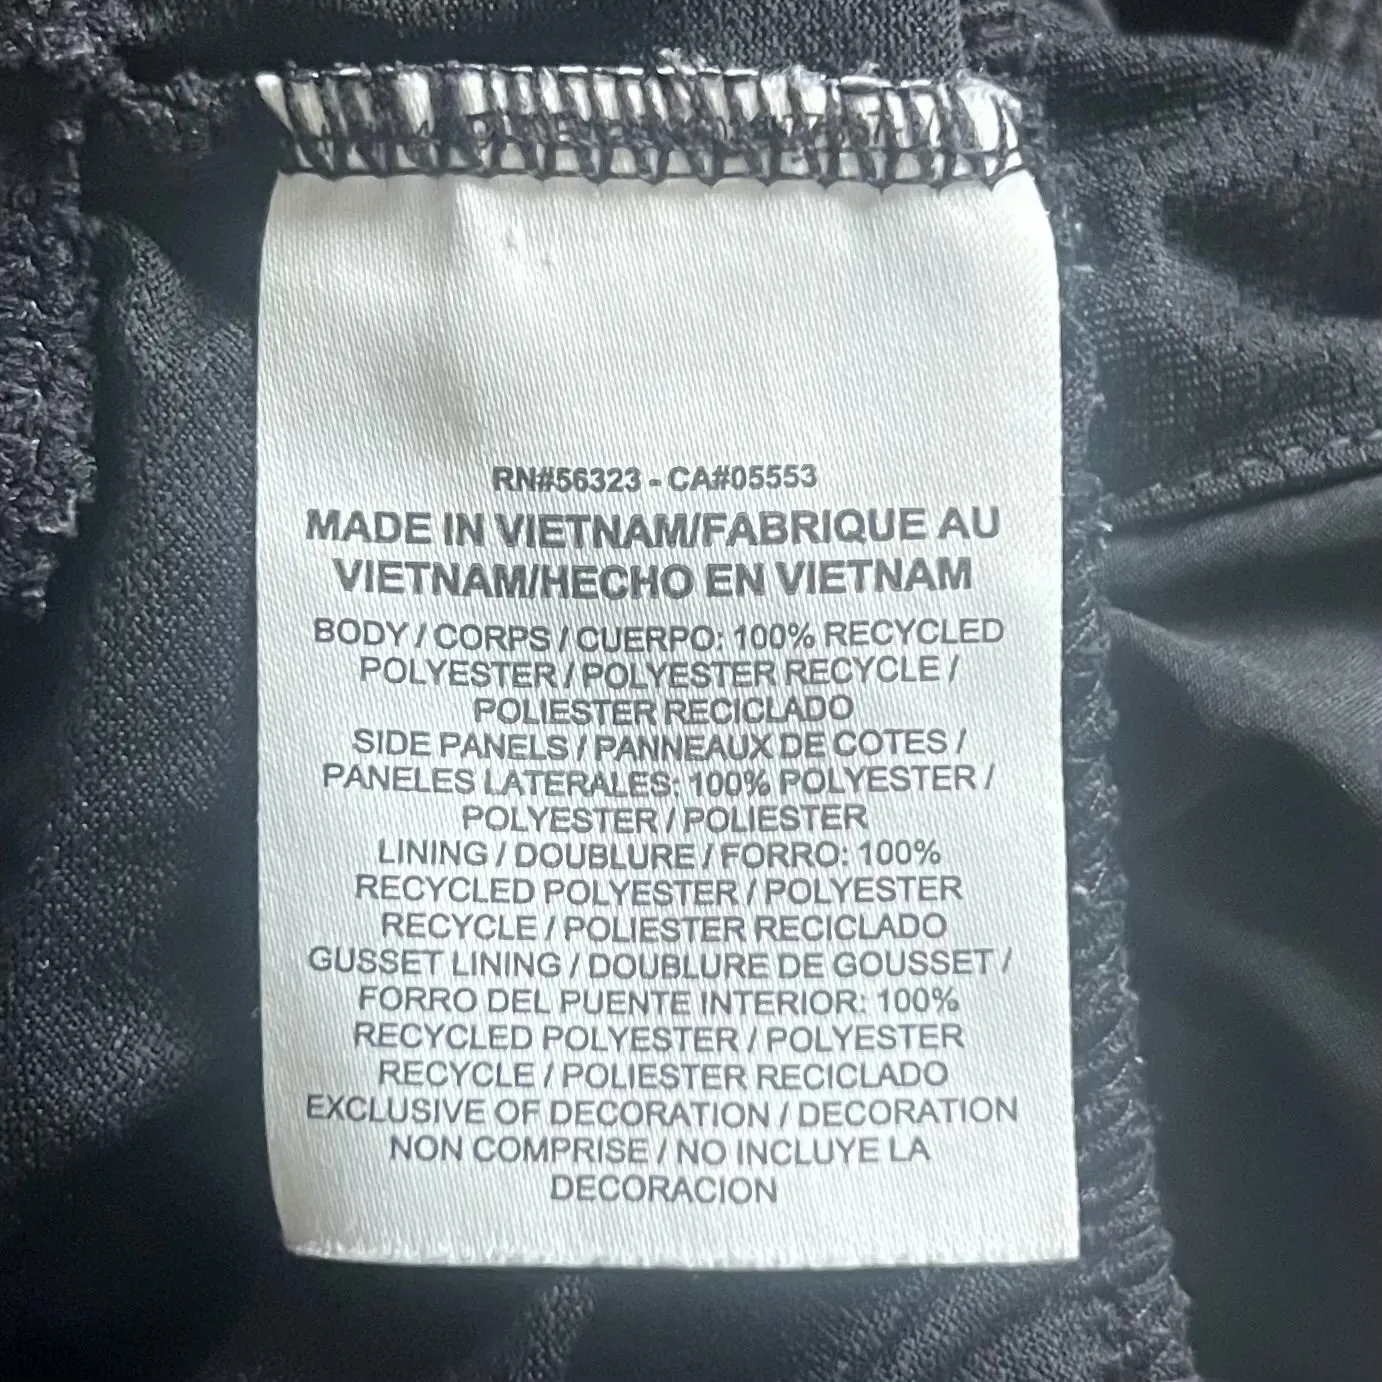 RN#56323 - CA#05553
MADE IN VIETNAM/FABRIQUE AU
VIETNAM/HECHO EN VIETNAM
BODY / CORPS / CUERPO: 100% RECYCLED
POLYESTER / POLYESTER RECYCLE /
POLIESTER RECICLADO
SIDE PANELS / PANNEAUX DE COTES /
PANELES LATERALES: 100% POLYESTER /
POLYESTER / POLIESTER
LINING / DOUBLURE / FORRO: 100%
RECYCLED POLYESTER / POLYESTER
RECYCLE / POLIESTER RECICLADO
GUSSET LINING / DOUBLURE DE GOUSSET /
FORRO DEL PUENTE INTERIOR: 100%
RECYCLED POLYESTER / POLYESTER
RECYCLE / POLIESTER RECICLADO
EXCLUSIVE OF DECORATION / DECORATION
NON COMPRISE / NO INCLUYE LA
DECORACION